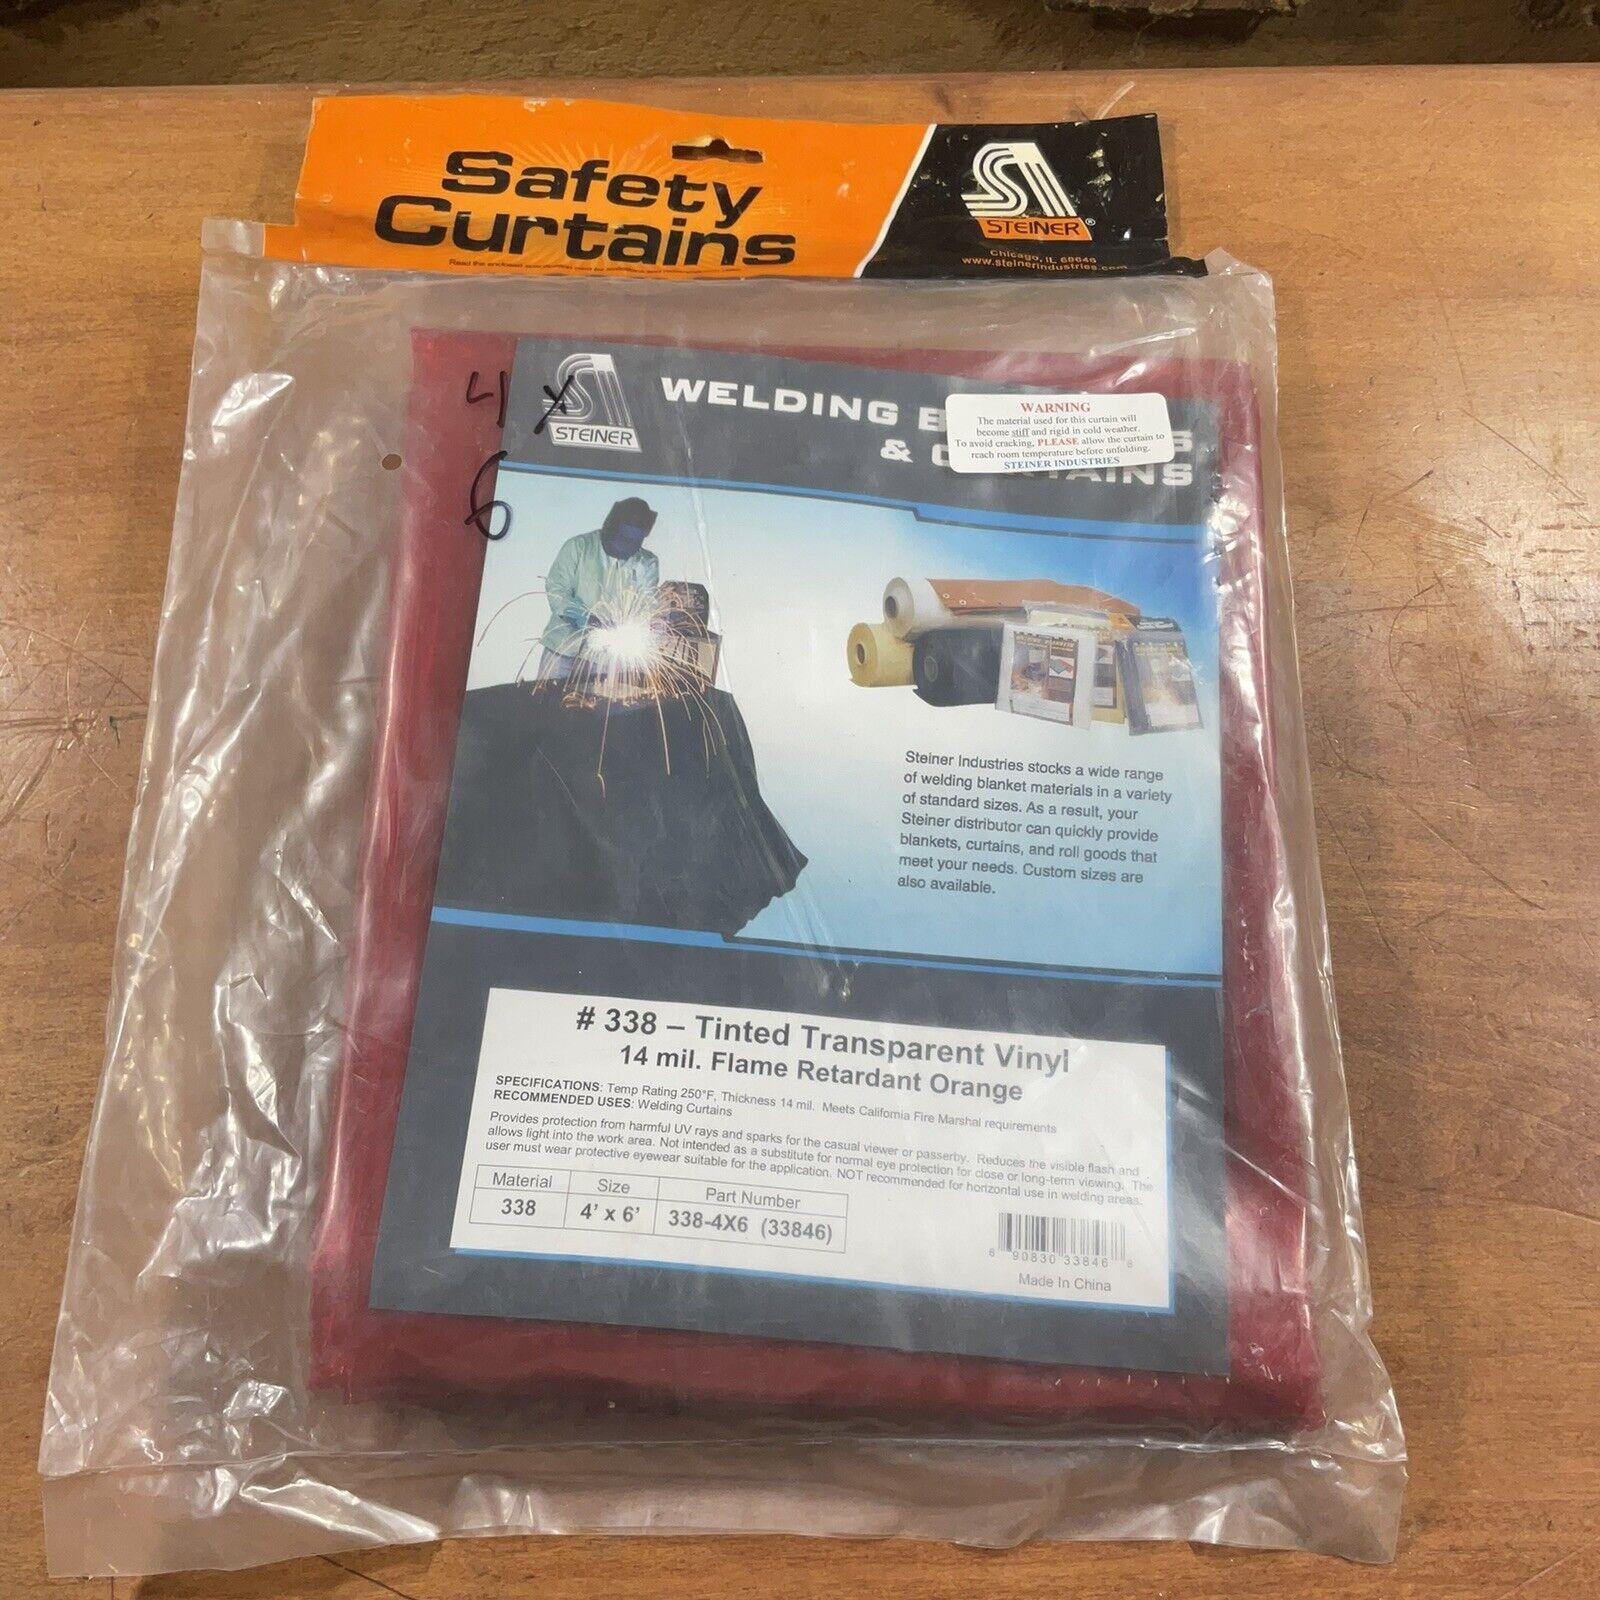 Safety
Curtains
STEINER®
Chicago, IL 60646
www.steinerindustries.com
4 x
6
STEINER
WELDING
&
WARNING
The material used for this curtain will
become stiff and rigid in cold weather.
To avoid cracking, PLEASE allow the curtain to
reach room temperature before unfolding.
STEINER INDUSTRIES
Steiner Industries stocks a wide range
of welding blanket materials in a variety
of standard sizes. As a result, your
Steiner distributor can quickly provide
blankets, curtains, and roll goods that
meet your needs. Custom sizes are
also available.
# 338 – Tinted Transparent Vinyl
14 mil. Flame Retardant Orange
SPECIFICATIONS: Temp Rating 250°F, Thickness 14 mil. Meets California Fire Marshal requirements
RECOMMENDED USES: Welding Curtains
Provides protection from harmful UV rays and sparks for the casual viewer or passerby. Reduces the visible flash and
allows light into the work area. Not intended as a substitute for normal eye protection for close or long-term viewing. The
user must wear protective eyewear suitable for the application. NOT recommended for horizontal use in welding areas.
Material Size Part Number
338 4' x 6' 338-4X6 (33846)
6 90830 33846 8
Made In China